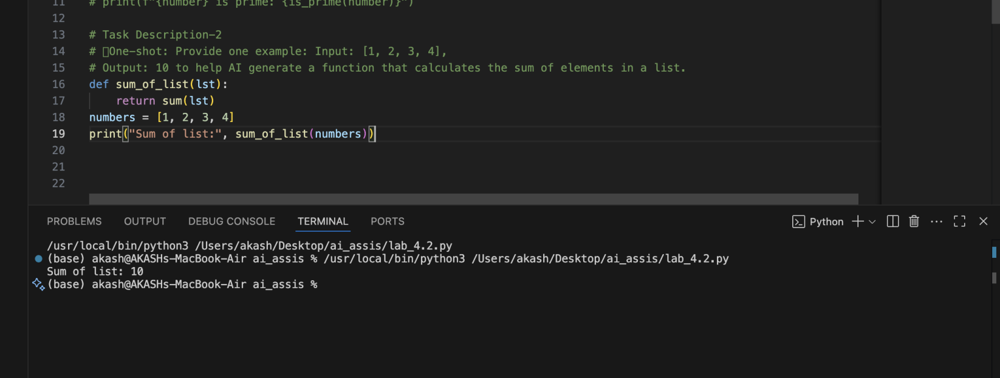 11 # print(f"{number} is prime: {is_prime(number)}")
12
13 # Task Description-2
14 # One-shot: Provide one example: Input: [1, 2, 3, 4],
15 # Output: 10 to help AI generate a function that calculates the sum of elements in a list.
16 def sum_of_list(lst):
17     return sum(lst)
18 numbers = [1, 2, 3, 4]
19 print("Sum of list:", sum_of_list(numbers))
20
21
22
PROBLEMS OUTPUT DEBUG CONSOLE TERMINAL PORTS Python
/usr/local/bin/python3 /Users/akash/Desktop/ai_assis/lab_4.2.py
(base) akash@AKASHs-MacBook-Air ai_assis % /usr/local/bin/python3 /Users/akash/Desktop/ai_assis/lab_4.2.py
Sum of list: 10
(base) akash@AKASHs-MacBook-Air ai_assis %